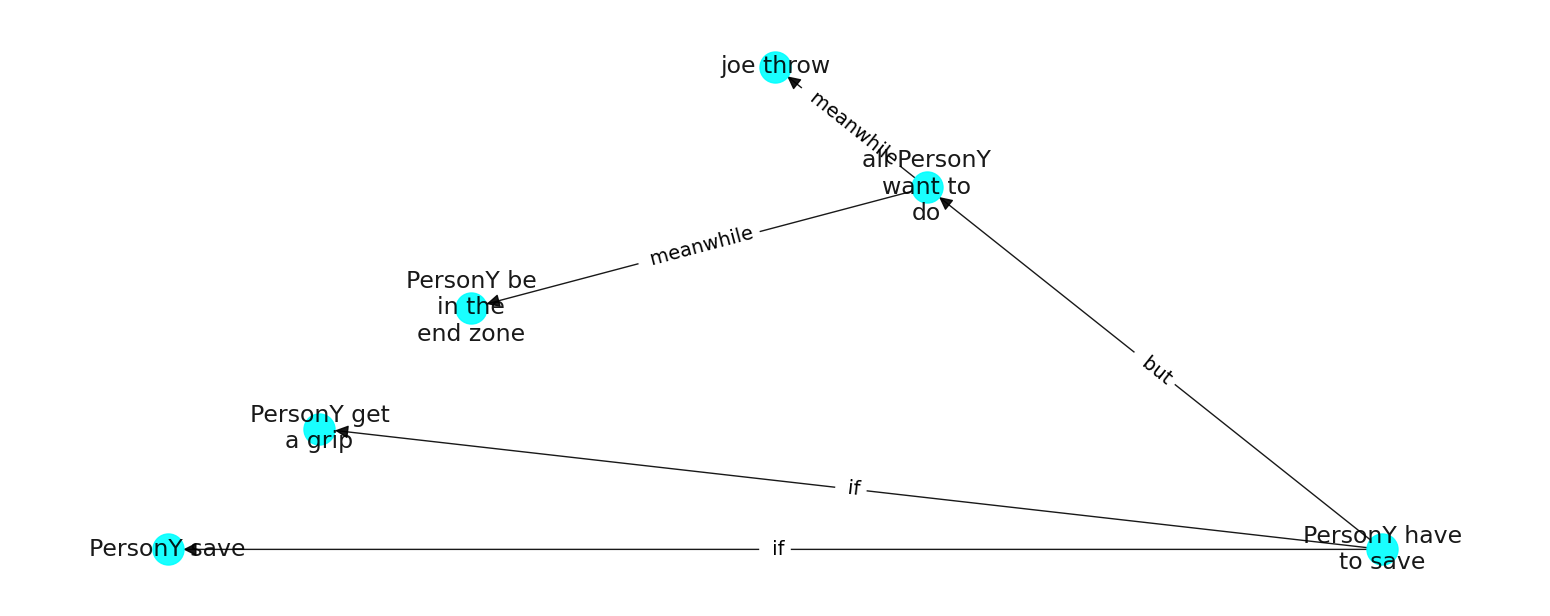 joe throw
meanwhile
all PersonY
want to
do
meanwhile
PersonY be
in the
end zone
but
PersonY get
a grip
if
PersonY have
to save
PersonY save
if